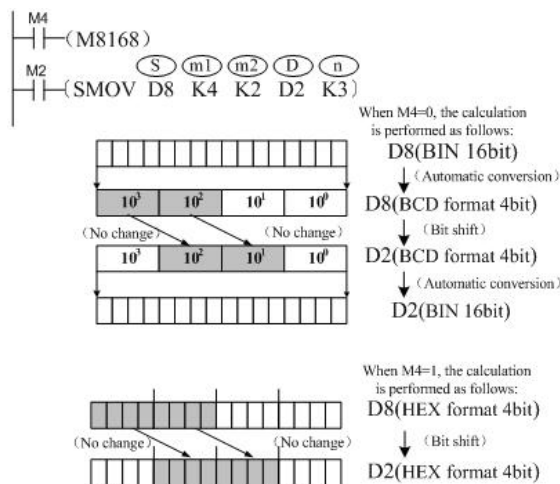 M4
(M8168)
S m1 m2 D n
M2
(SMOV D8 K4 K2 D2 K3)
When M4=0, the calculation
is performed as follows:
D8(BIN 16bit)
(Automatic conversion)
10³ 10² 10¹ 10⁰
D8(BCD format 4bit)
(No change) (No change)
(Bit shift)
10³ 10² 10¹ 10⁰
D2(BCD format 4bit)
(Automatic conversion)
D2(BIN 16bit)
When M4=1, the calculation
is performed as follows:
D8(HEX format 4bit)
(No change) (No change)
(Bit shift)
D2(HEX format 4bit)